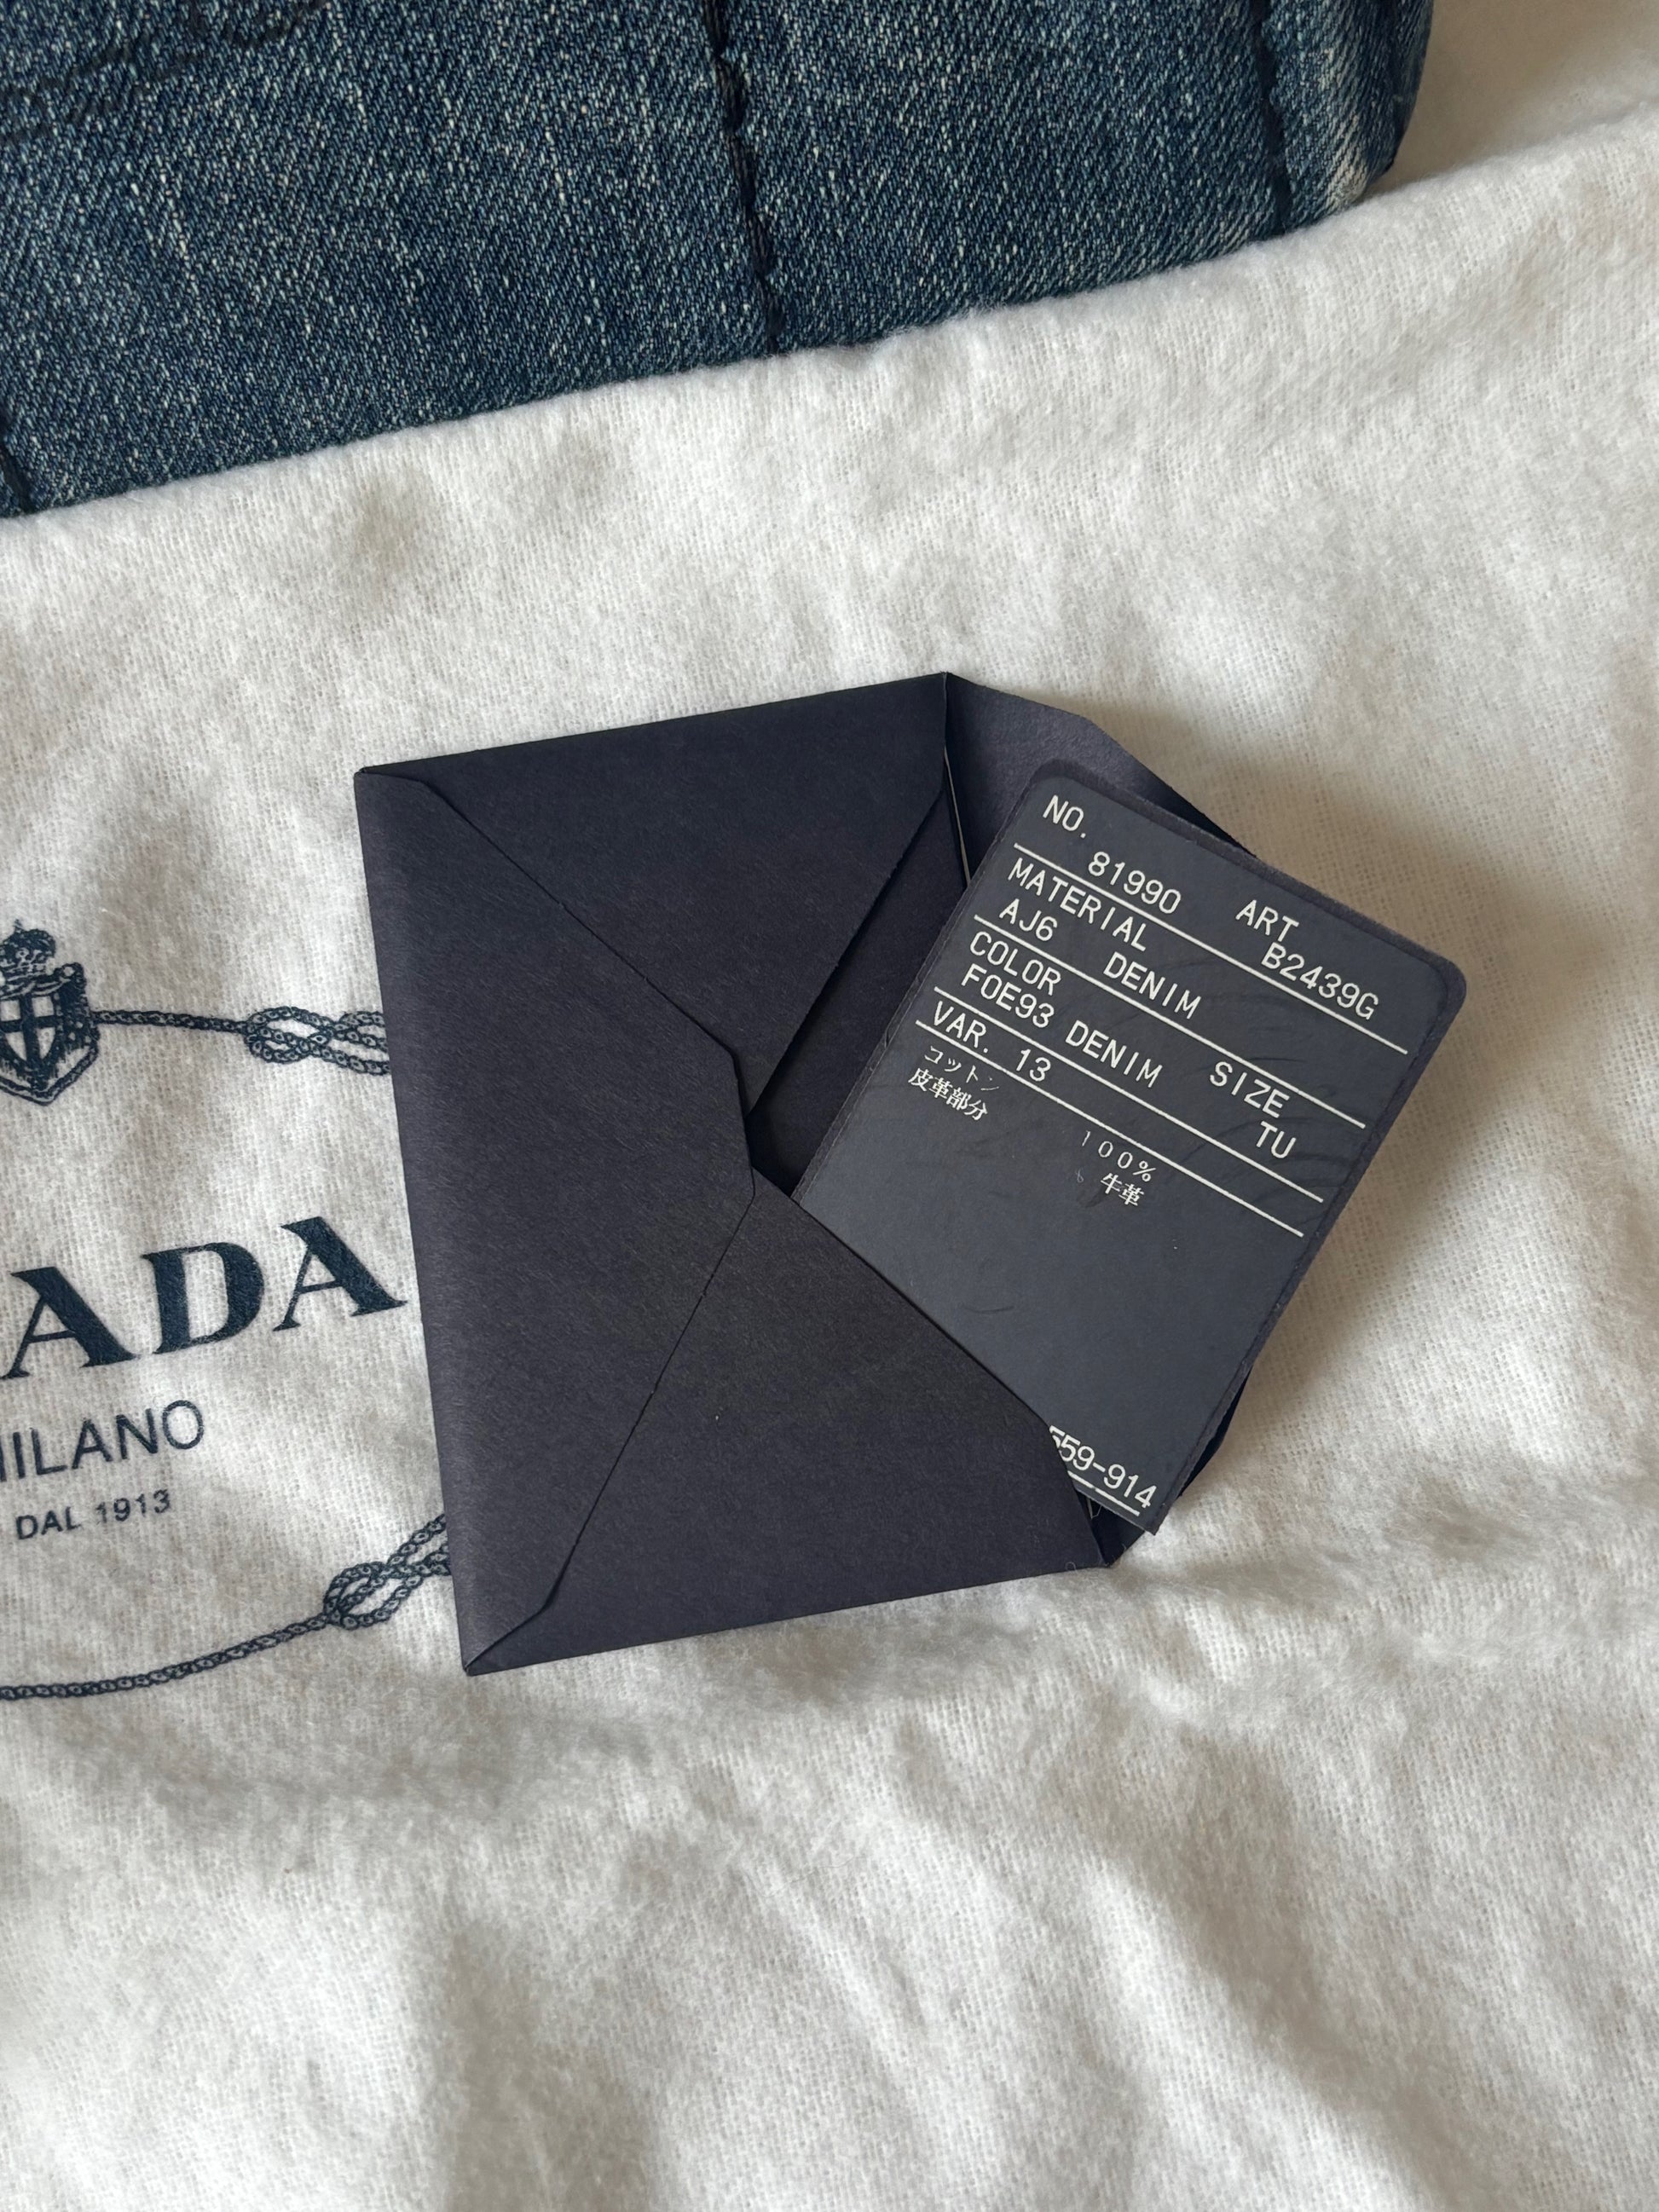 NO.
81990 ART
B2439G
MATERIAL
AJ6 DENIM
COLOR SIZE
F0E93 DENIM TU
VAR. 13
コットン 100%
皮革部分 牛革
559-914
ADA
MILANO
DAL 1913